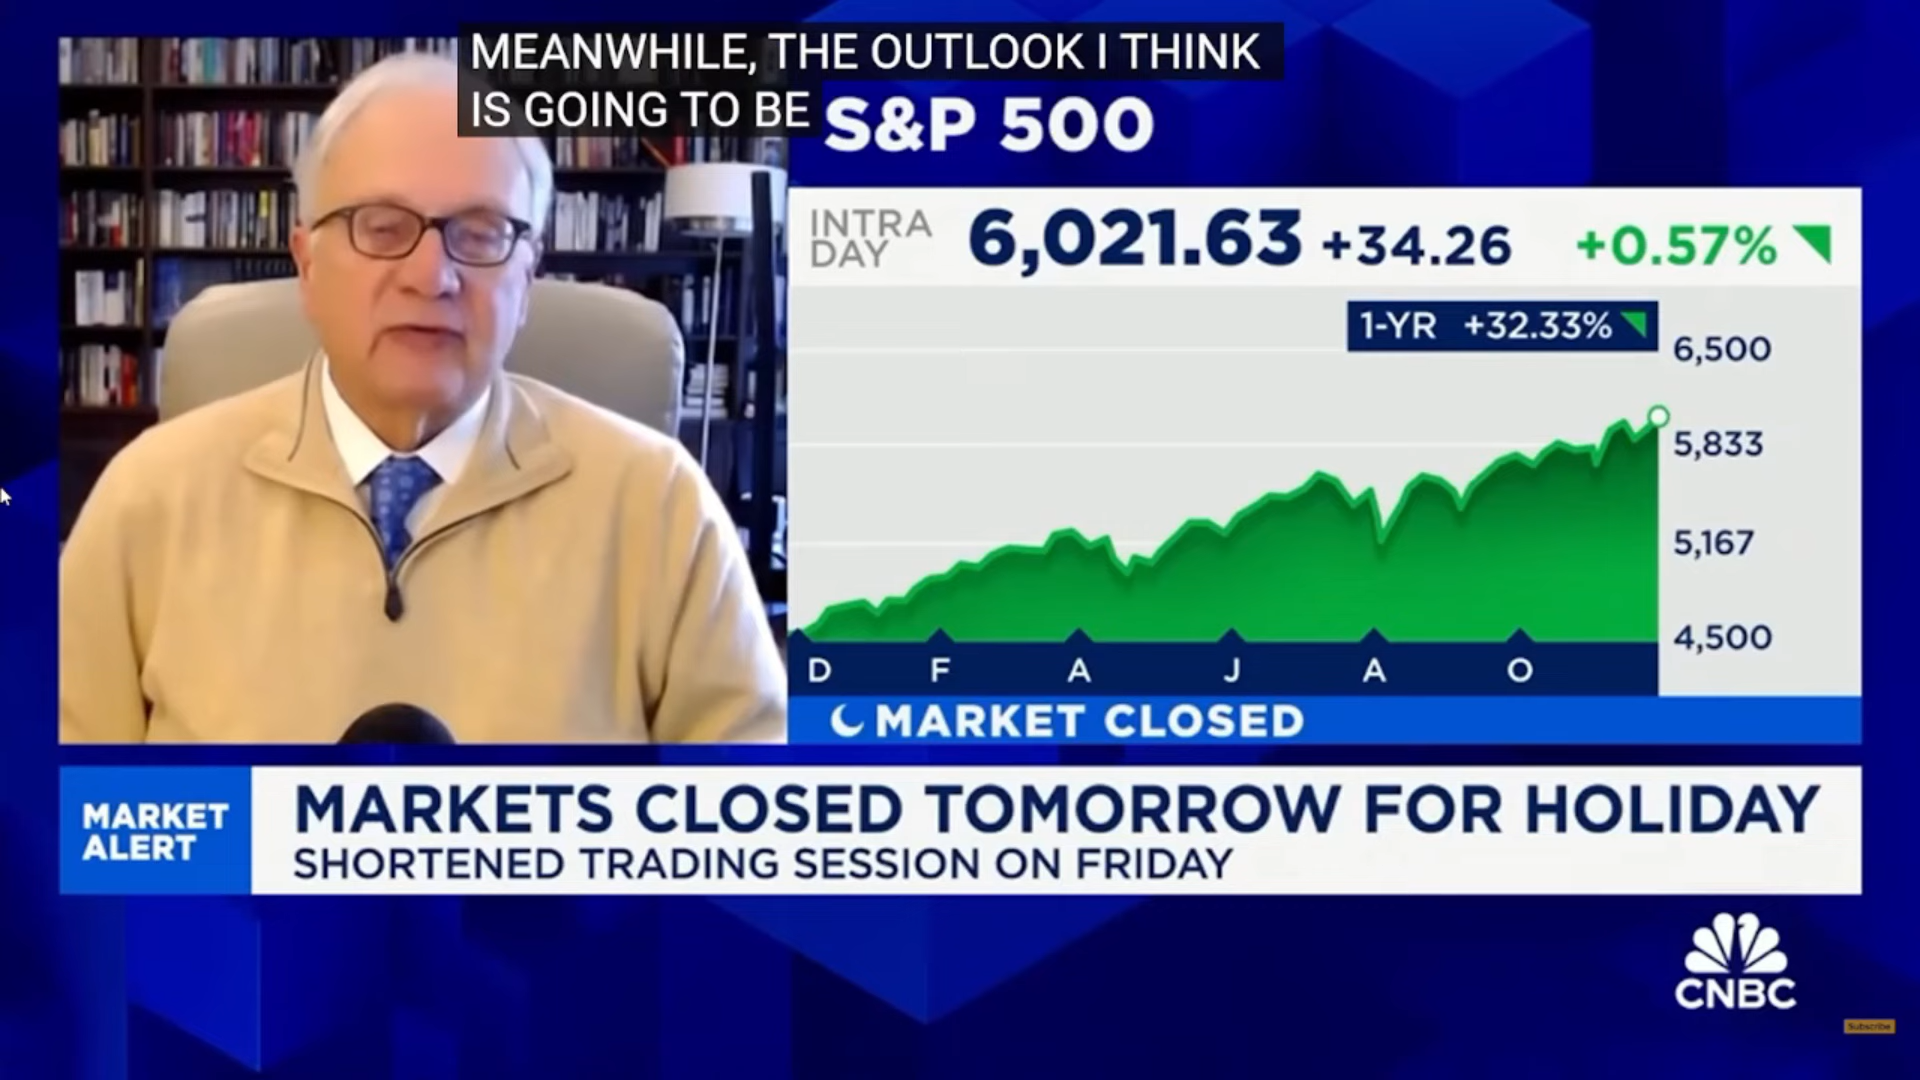 MEANWHILE, THE OUTLOOK I THINK
IS GOING TO BE
S&P 500
INTRA
DAY
6,021.63 +34.26 +0.57%
1-YR +32.33%
6,500
5,833
5,167
4,500
D F A J A O
MARKET CLOSED
MARKET
ALERT
MARKETS CLOSED TOMORROW FOR HOLIDAY
SHORTENED TRADING SESSION ON FRIDAY
CNBC
Subscribe